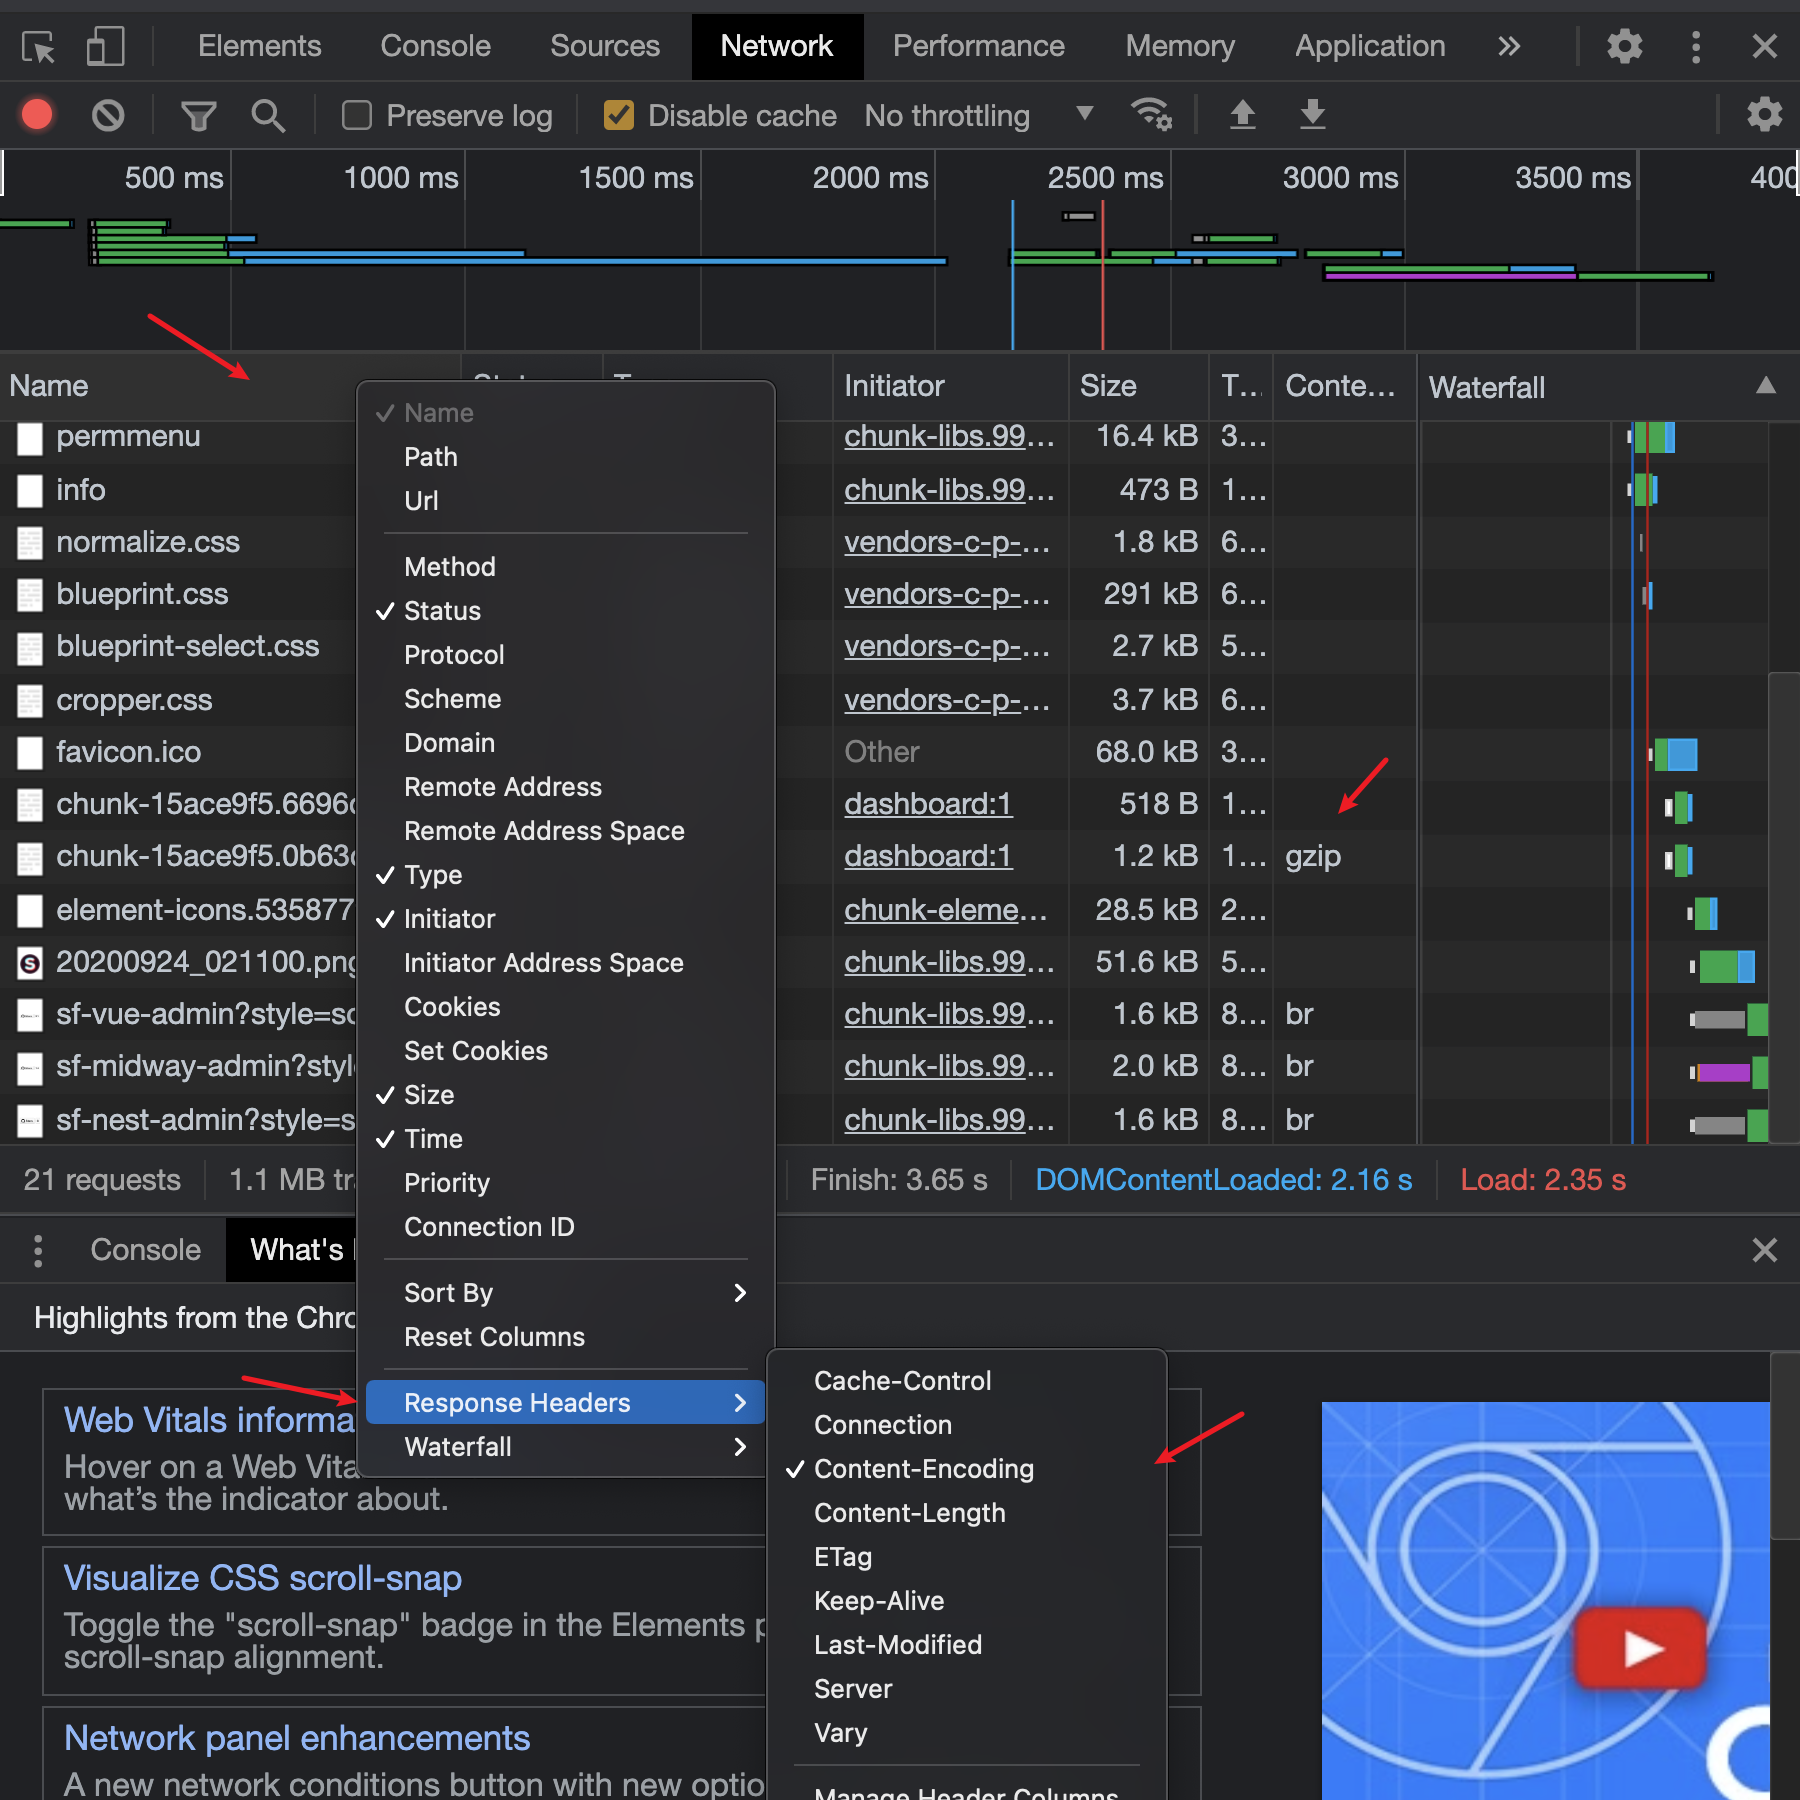 Elements Console Sources Network Performance Memory Application
Preserve log Disable cache No throttling
500 ms 1000 ms 1500 ms 2000 ms 2500 ms 3000 ms 3500 ms 400
Name Initiator Size T... Conte... Waterfall
permmenu chunk-libs.99... 16.4 kB 3...
info chunk-libs.99... 473 B 1...
normalize.css vendors-c-p-... 1.8 kB 6...
blueprint.css vendors-c-p-... 291 kB 6...
blueprint-select.css vendors-c-p-... 2.7 kB 5...
cropper.css vendors-c-p-... 3.7 kB 6...
favicon.ico Other 68.0 kB 3...
chunk-15ace9f5.6696c dashboard:1 518 B 1...
chunk-15ace9f5.0b63c dashboard:1 1.2 kB 1... gzip
element-icons.535877 chunk-eleme... 28.5 kB 2...
20200924_021100.png chunk-libs.99... 51.6 kB 5...
sf-vue-admin?style=sc chunk-libs.99... 1.6 kB 8... br
sf-midway-admin?styl chunk-libs.99... 2.0 kB 8... br
sf-nest-admin?style=s chunk-libs.99... 1.6 kB 8... br
21 requests 1.1 MB tr Finish: 3.65 s DOMContentLoaded: 2.16 s Load: 2.35 s
Name
Path
Url
Method
Status
Protocol
Scheme
Domain
Remote Address
Remote Address Space
Type
Initiator
Initiator Address Space
Cookies
Set Cookies
Size
Time
Priority
Connection ID
Sort By
Reset Columns
Response Headers
Waterfall
Cache-Control
Connection
Content-Encoding
Content-Length
ETag
Keep-Alive
Last-Modified
Server
Vary
Manage Header Columns
Console What's
Highlights from the Chro
Web Vitals informa
Hover on a Web Vita
what's the indicator about.
Visualize CSS scroll-snap
Toggle the "scroll-snap" badge in the Elements p
scroll-snap alignment.
Network panel enhancements
A new network conditions button with new optio